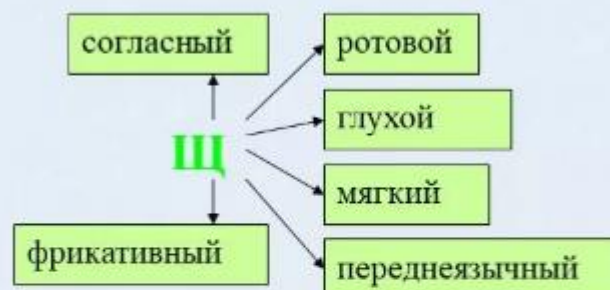 согласный
ротовой
глухой
Щ
мягкий
фрикативный
переднеязычный